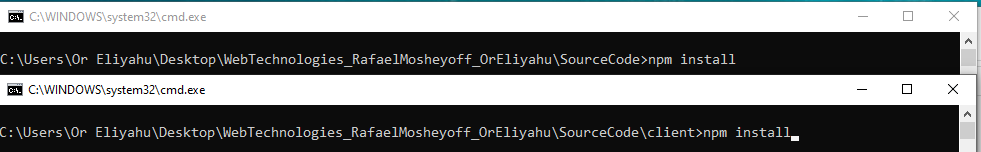 C:\WINDOWS\system32\cmd.exe
C:\Users\Or Eliyahu\Desktop\WebTechnologies_RafaelMosheyoff_OrEliyahu\SourceCode>npm install
C:\WINDOWS\system32\cmd.exe
C:\Users\Or Eliyahu\Desktop\WebTechnologies_RafaelMosheyoff_OrEliyahu\SourceCode\client>npm install